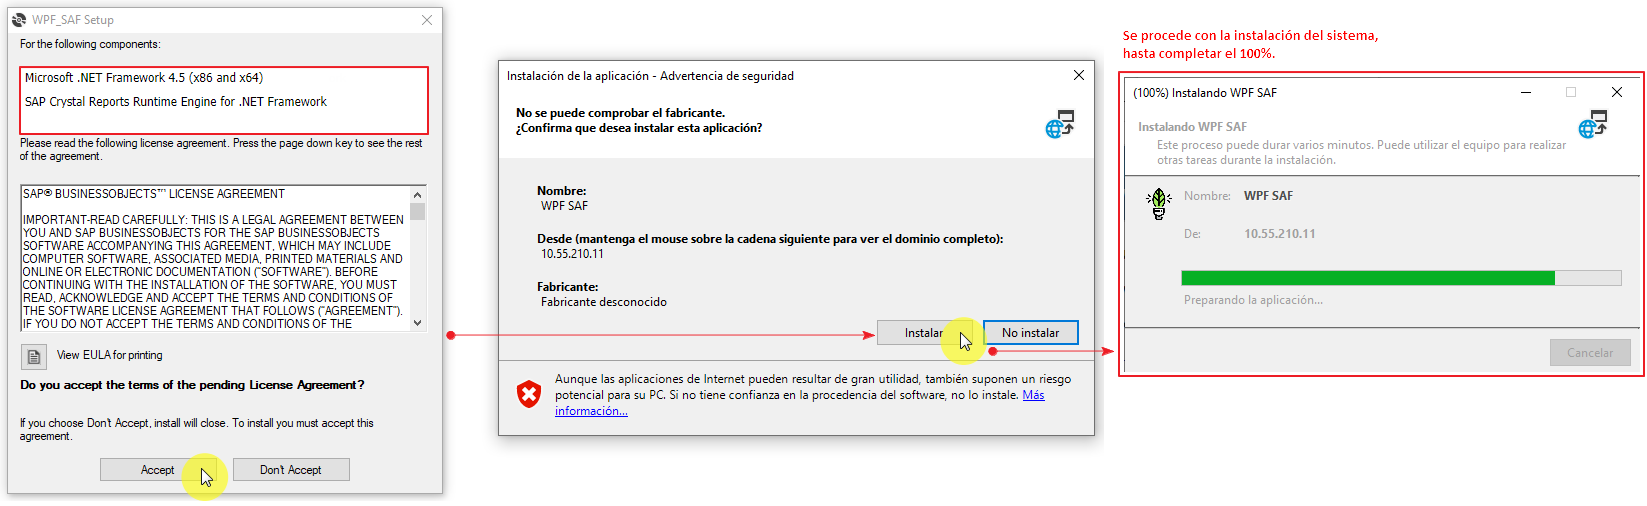 WPF_SAF Setup
For the following components:
Microsoft .NET Framework 4.5 (x86 and x64)
SAP Crystal Reports Runtime Engine for .NET Framework
Please read the following license agreement. Press the page down key to see the rest
of the agreement.
SAP® BUSINESSOBJECTS™ LICENSE AGREEMENT
IMPORTANT-READ CAREFULLY: THIS IS A LEGAL AGREEMENT BETWEEN
YOU AND SAP BUSINESSOBJECTS FOR THE SAP BUSINESSOBJECTS
SOFTWARE ACCOMPANYING THIS AGREEMENT, WHICH MAY INCLUDE
COMPUTER SOFTWARE, ASSOCIATED MEDIA, PRINTED MATERIALS AND
ONLINE OR ELECTRONIC DOCUMENTATION ("SOFTWARE"). BEFORE
CONTINUING WITH THE INSTALLATION OF THE SOFTWARE, YOU MUST
READ, ACKNOWLEDGE AND ACCEPT THE TERMS AND CONDITIONS OF
THE SOFTWARE LICENSE AGREEMENT THAT FOLLOWS ("AGREEMENT").
IF YOU DO NOT ACCEPT THE TERMS AND CONDITIONS OF THE
View EULA for printing
Do you accept the terms of the pending License Agreement?
If you choose Don't Accept, install will close. To install you must accept this
agreement.
Accept
Don't Accept
Instalación de la aplicación - Advertencia de seguridad
No se puede comprobar el fabricante.
¿Confirma que desea instalar esta aplicación?
Nombre:
WPF SAF
Desde (mantenga el mouse sobre la cadena siguiente para ver el dominio completo):
10.55.210.11
Fabricante:
Fabricante desconocido
Instalar
No instalar
Aunque las aplicaciones de Internet pueden resultar de gran utilidad, también suponen un riesgo
potencial para su PC. Si no tiene confianza en la procedencia del software, no lo instale. Más
información...
Se procede con la instalación del sistema,
hasta completar el 100%.
(100%) Instalando WPF SAF
Instalando WPF SAF
Este proceso puede durar varios minutos. Puede utilizar el equipo para realizar
otras tareas durante la instalación.
Nombre: WPF SAF
De: 10.55.210.11
Preparando la aplicación...
Cancelar